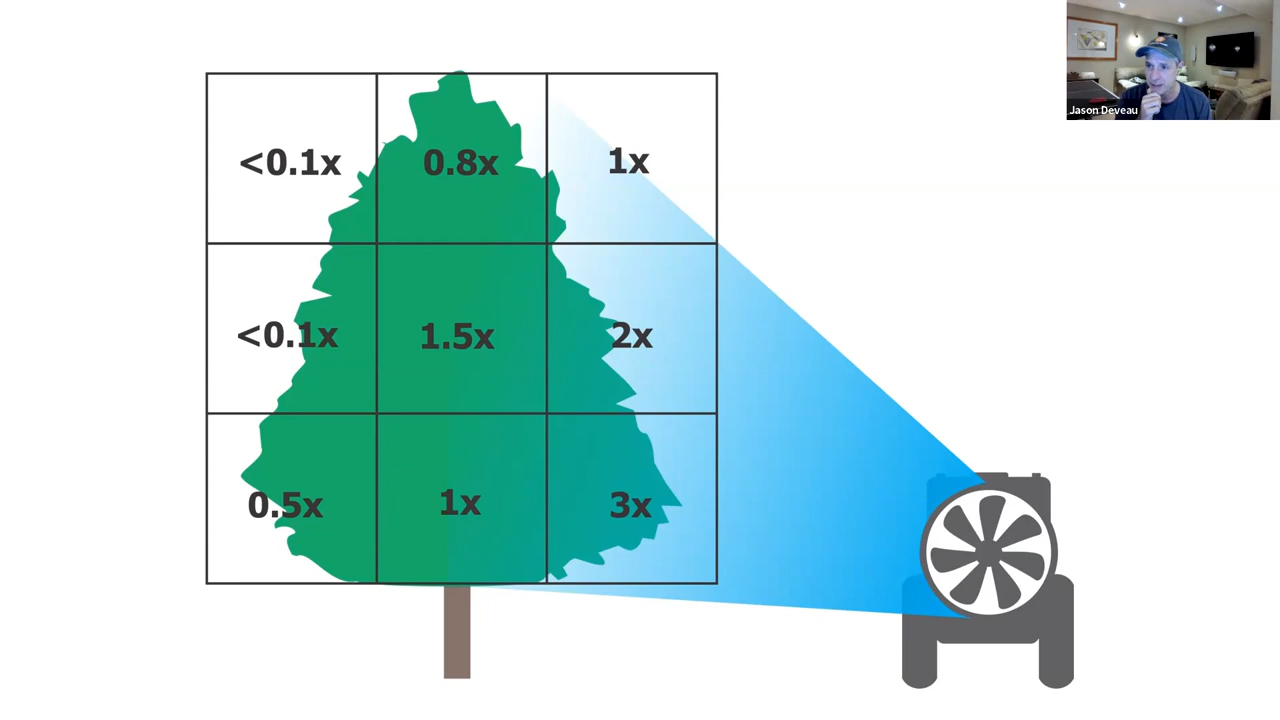 Jason Deveau
<0.1x 0.8x 1x
<0.1x 1.5x 2x
0.5x 1x 3x